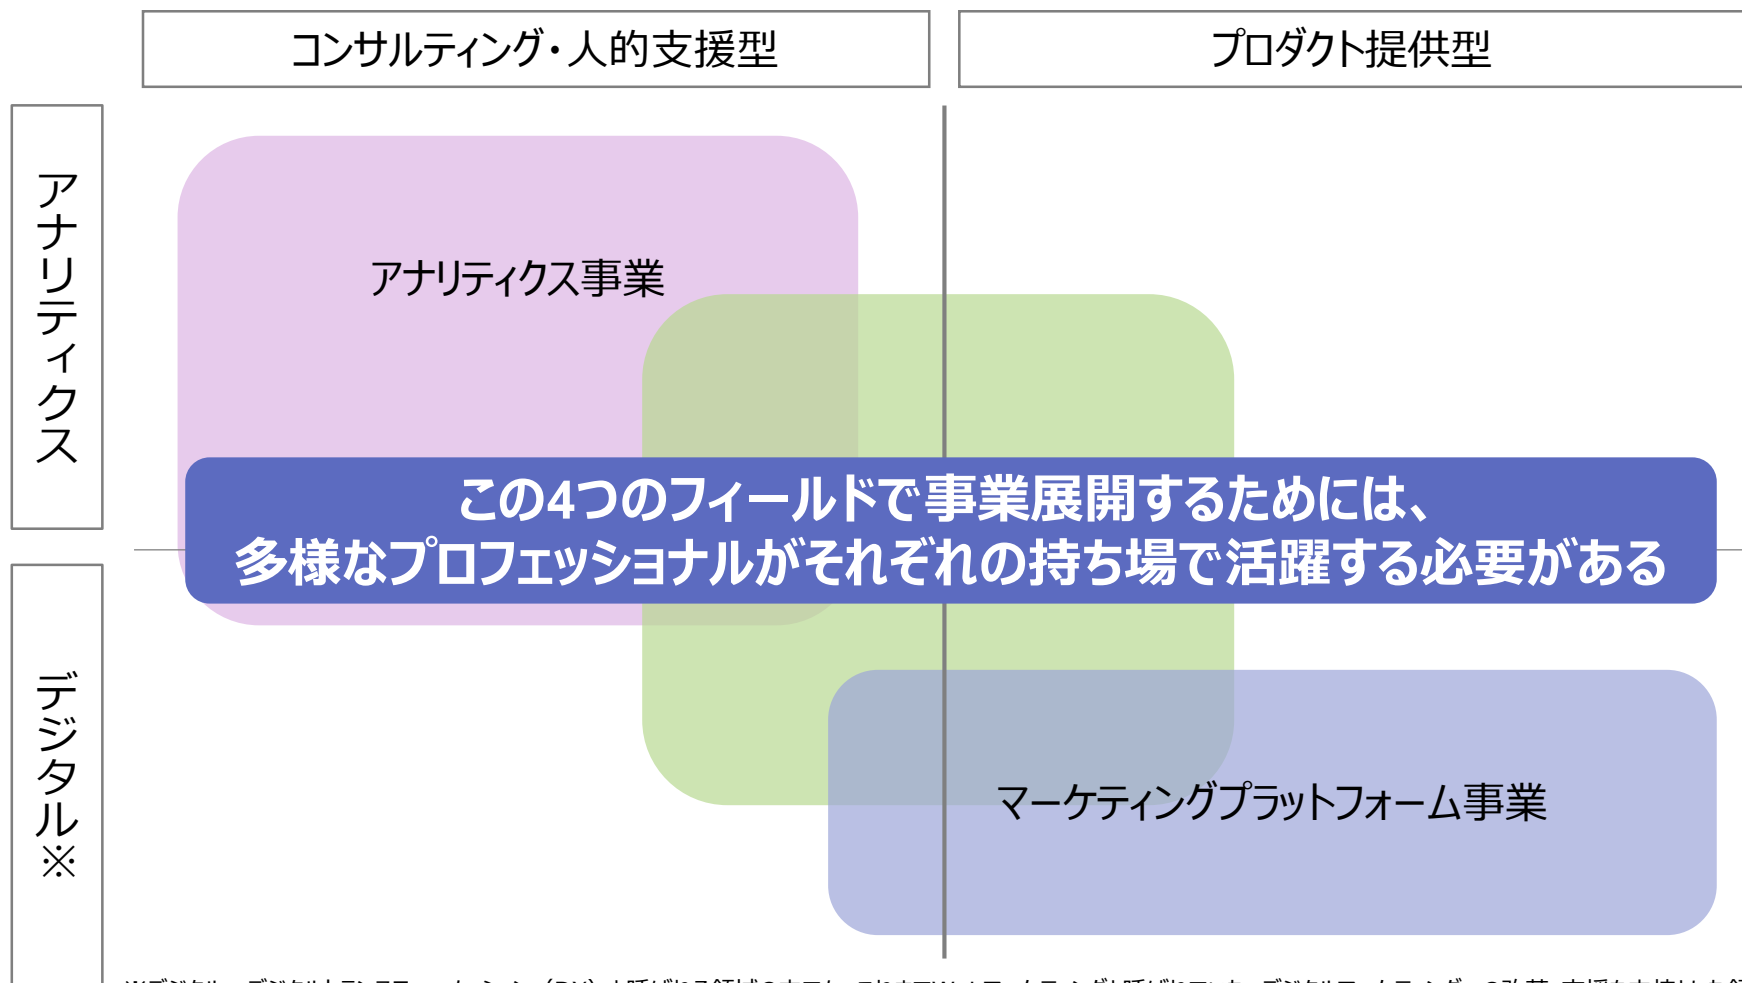 コンサルティング・人的支援型
プロダクト提供型
アナリティクス
アナリティクス事業
この4つのフィールドで事業展開するためには、
多様なプロフェッショナルがそれぞれの持ち場で活躍する必要がある
デジタル※
マーケティングプラットフォーム事業